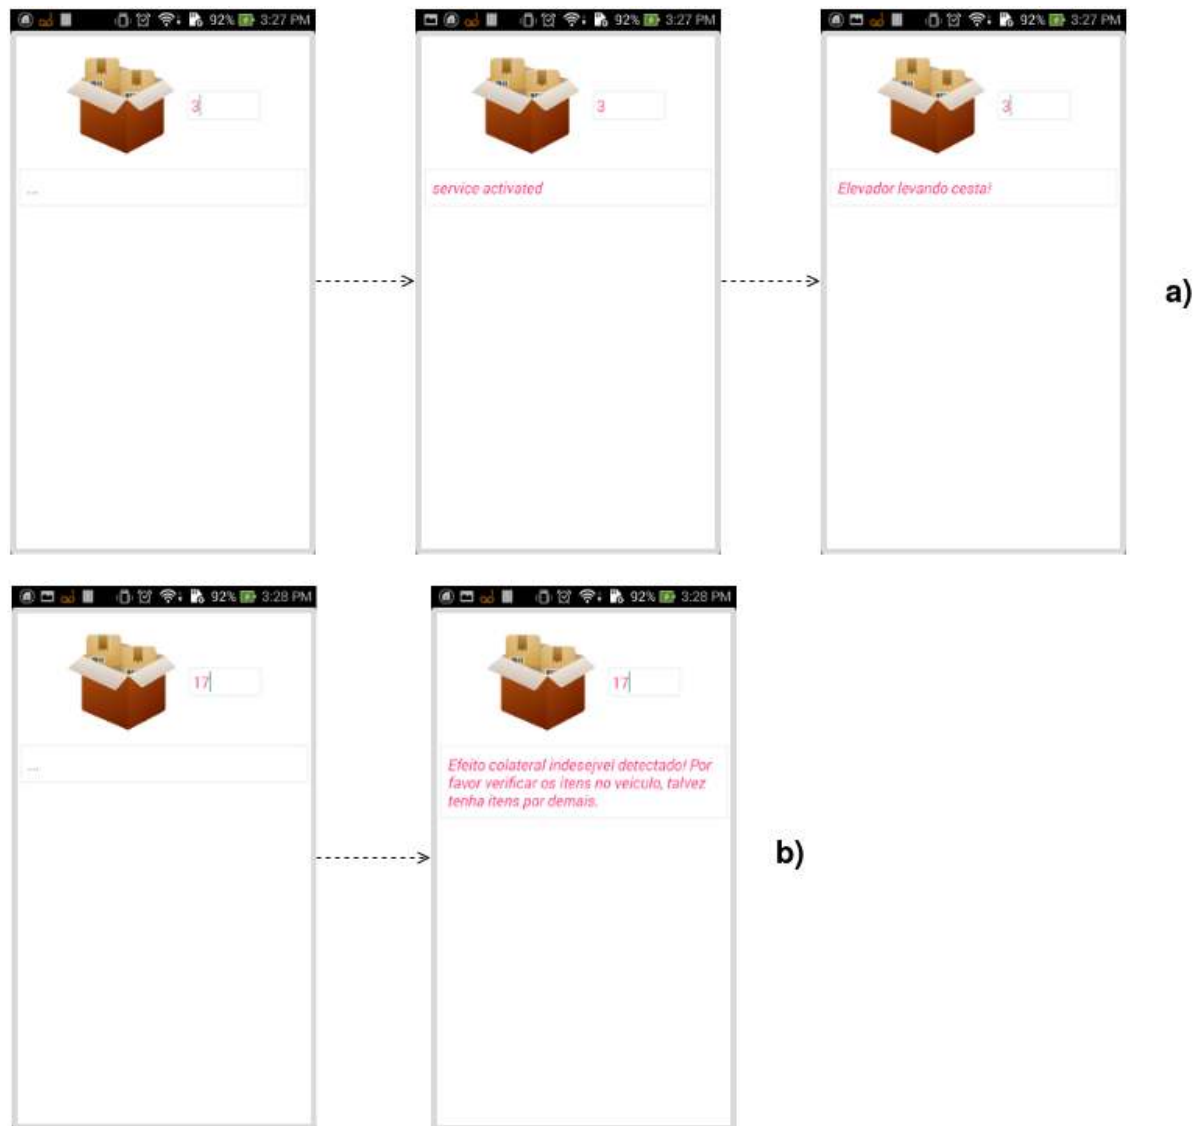 92% 3:27 PM
92% 3:27 PM
92% 3:27 PM
3
3
3
...
service activated
Elevador levando cesta!
a)
92% 3:28 PM
92% 3:28 PM
17
17
...
Efeito colateral indesejvel detectado! Por
favor verificar os itens no veiculo, talvez
tenha itens por demais.
b)